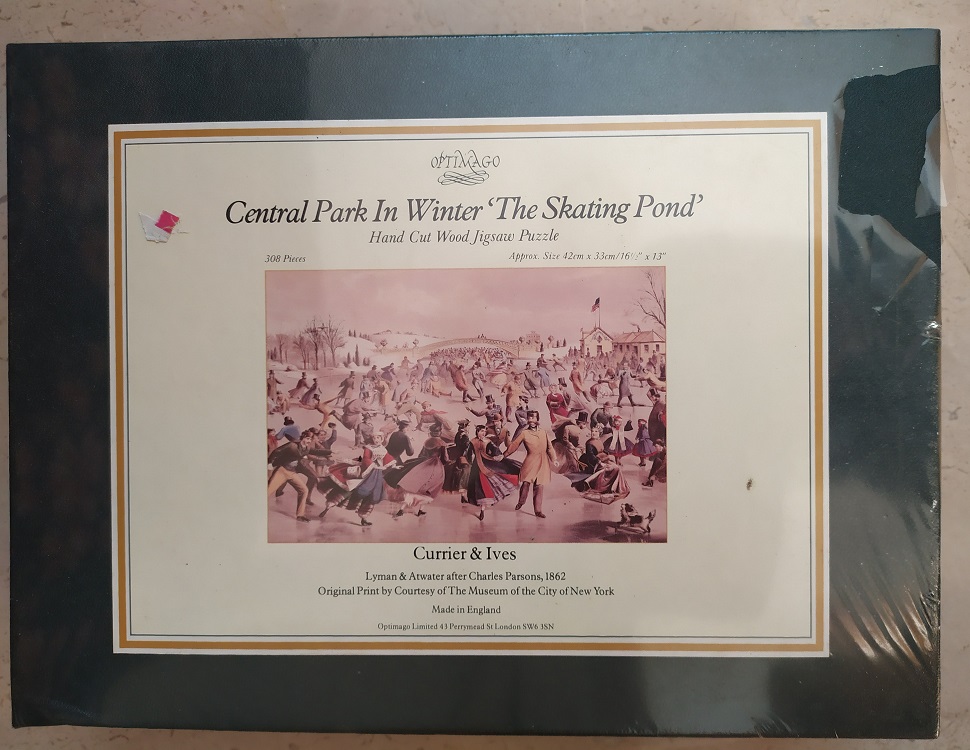 OPTIMAGO
Central Park In Winter ‘The Skating Pond’
Hand Cut Wood Jigsaw Puzzle
308 Pieces
Approx. Size 42cm x 33cm/16½" x 13"
Currier & Ives
Lyman & Atwater after Charles Parsons, 1862
Original Print by Courtesy of The Museum of the City of New York
Made in England
Optimago Limited 43 Perrymead St London SW6 3SN